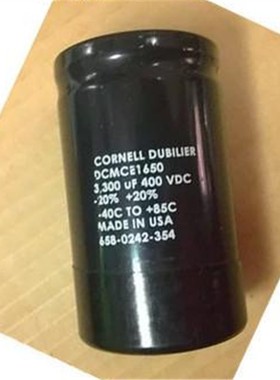 CORNELL DUBILIER
DCMCE1650
3,300 uF 400 VDC
-20% +20%
-40C TO +85C
MADE IN USA
658-0242-354